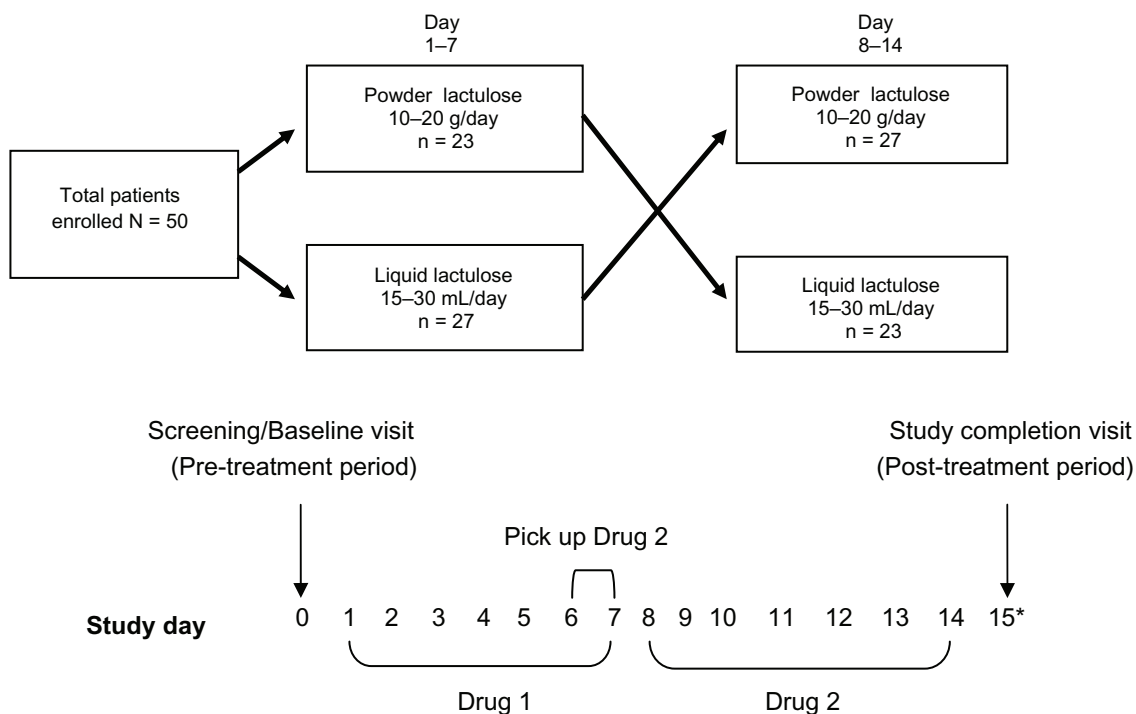 Day
1–7
Day
8–14
Total patients
enrolled N = 50
Powder lactulose
10–20 g/day
n = 23
Powder lactulose
10–20 g/day
n = 27
Liquid lactulose
15–30 mL/day
n = 27
Liquid lactulose
15–30 mL/day
n = 23
Screening/Baseline visit
(Pre-treatment period)
Study completion visit
(Post-treatment period)
Pick up Drug 2
Study day 0 1 2 3 4 5 6 7 8 9 10 11 12 13 14 15*
Drug 1 Drug 2